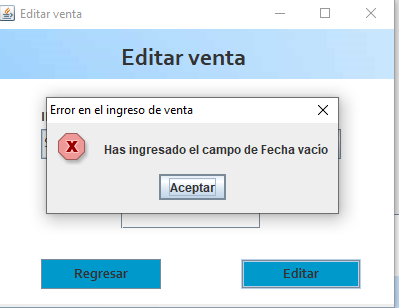 Editar venta
Editar venta
Error en el ingreso de venta
Has ingresado el campo de Fecha vacío
Aceptar
Regresar
Editar